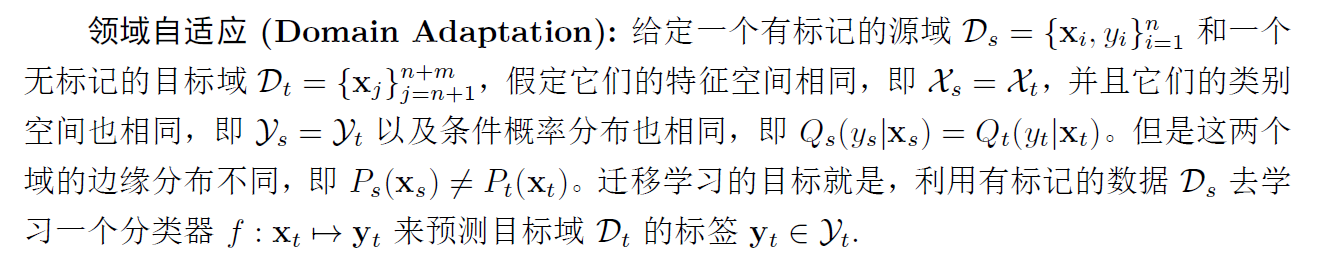 领域自适应 (Domain Adaptation): 给定一个有标记的源域 $\mathcal{D}_s = \{\mathbf{x}_i, y_i\}_{i=1}^{n}$ 和一个
无标记的目标域 $\mathcal{D}_t = \{\mathbf{x}_j\}_{j=n+1}^{n+m}$，假定它们的特征空间相同，即 $\mathcal{X}_s = \mathcal{X}_t$，并且它们的类别
空间也相同，即 $\mathcal{Y}_s = \mathcal{Y}_t$ 以及条件概率分布也相同，即 $Q_s(y_s|\mathbf{x}_s) = Q_t(y_t|\mathbf{x}_t)$。但是这两个
域的边缘分布不同，即 $P_s(\mathbf{x}_s) \neq P_t(\mathbf{x}_t)$。迁移学习的目标就是，利用有标记的数据 $\mathcal{D}_s$ 去学
习一个分类器 $f : \mathbf{x}_t \mapsto \mathbf{y}_t$ 来预测目标域 $\mathcal{D}_t$ 的标签 $\mathbf{y}_t \in \mathcal{Y}_t$.